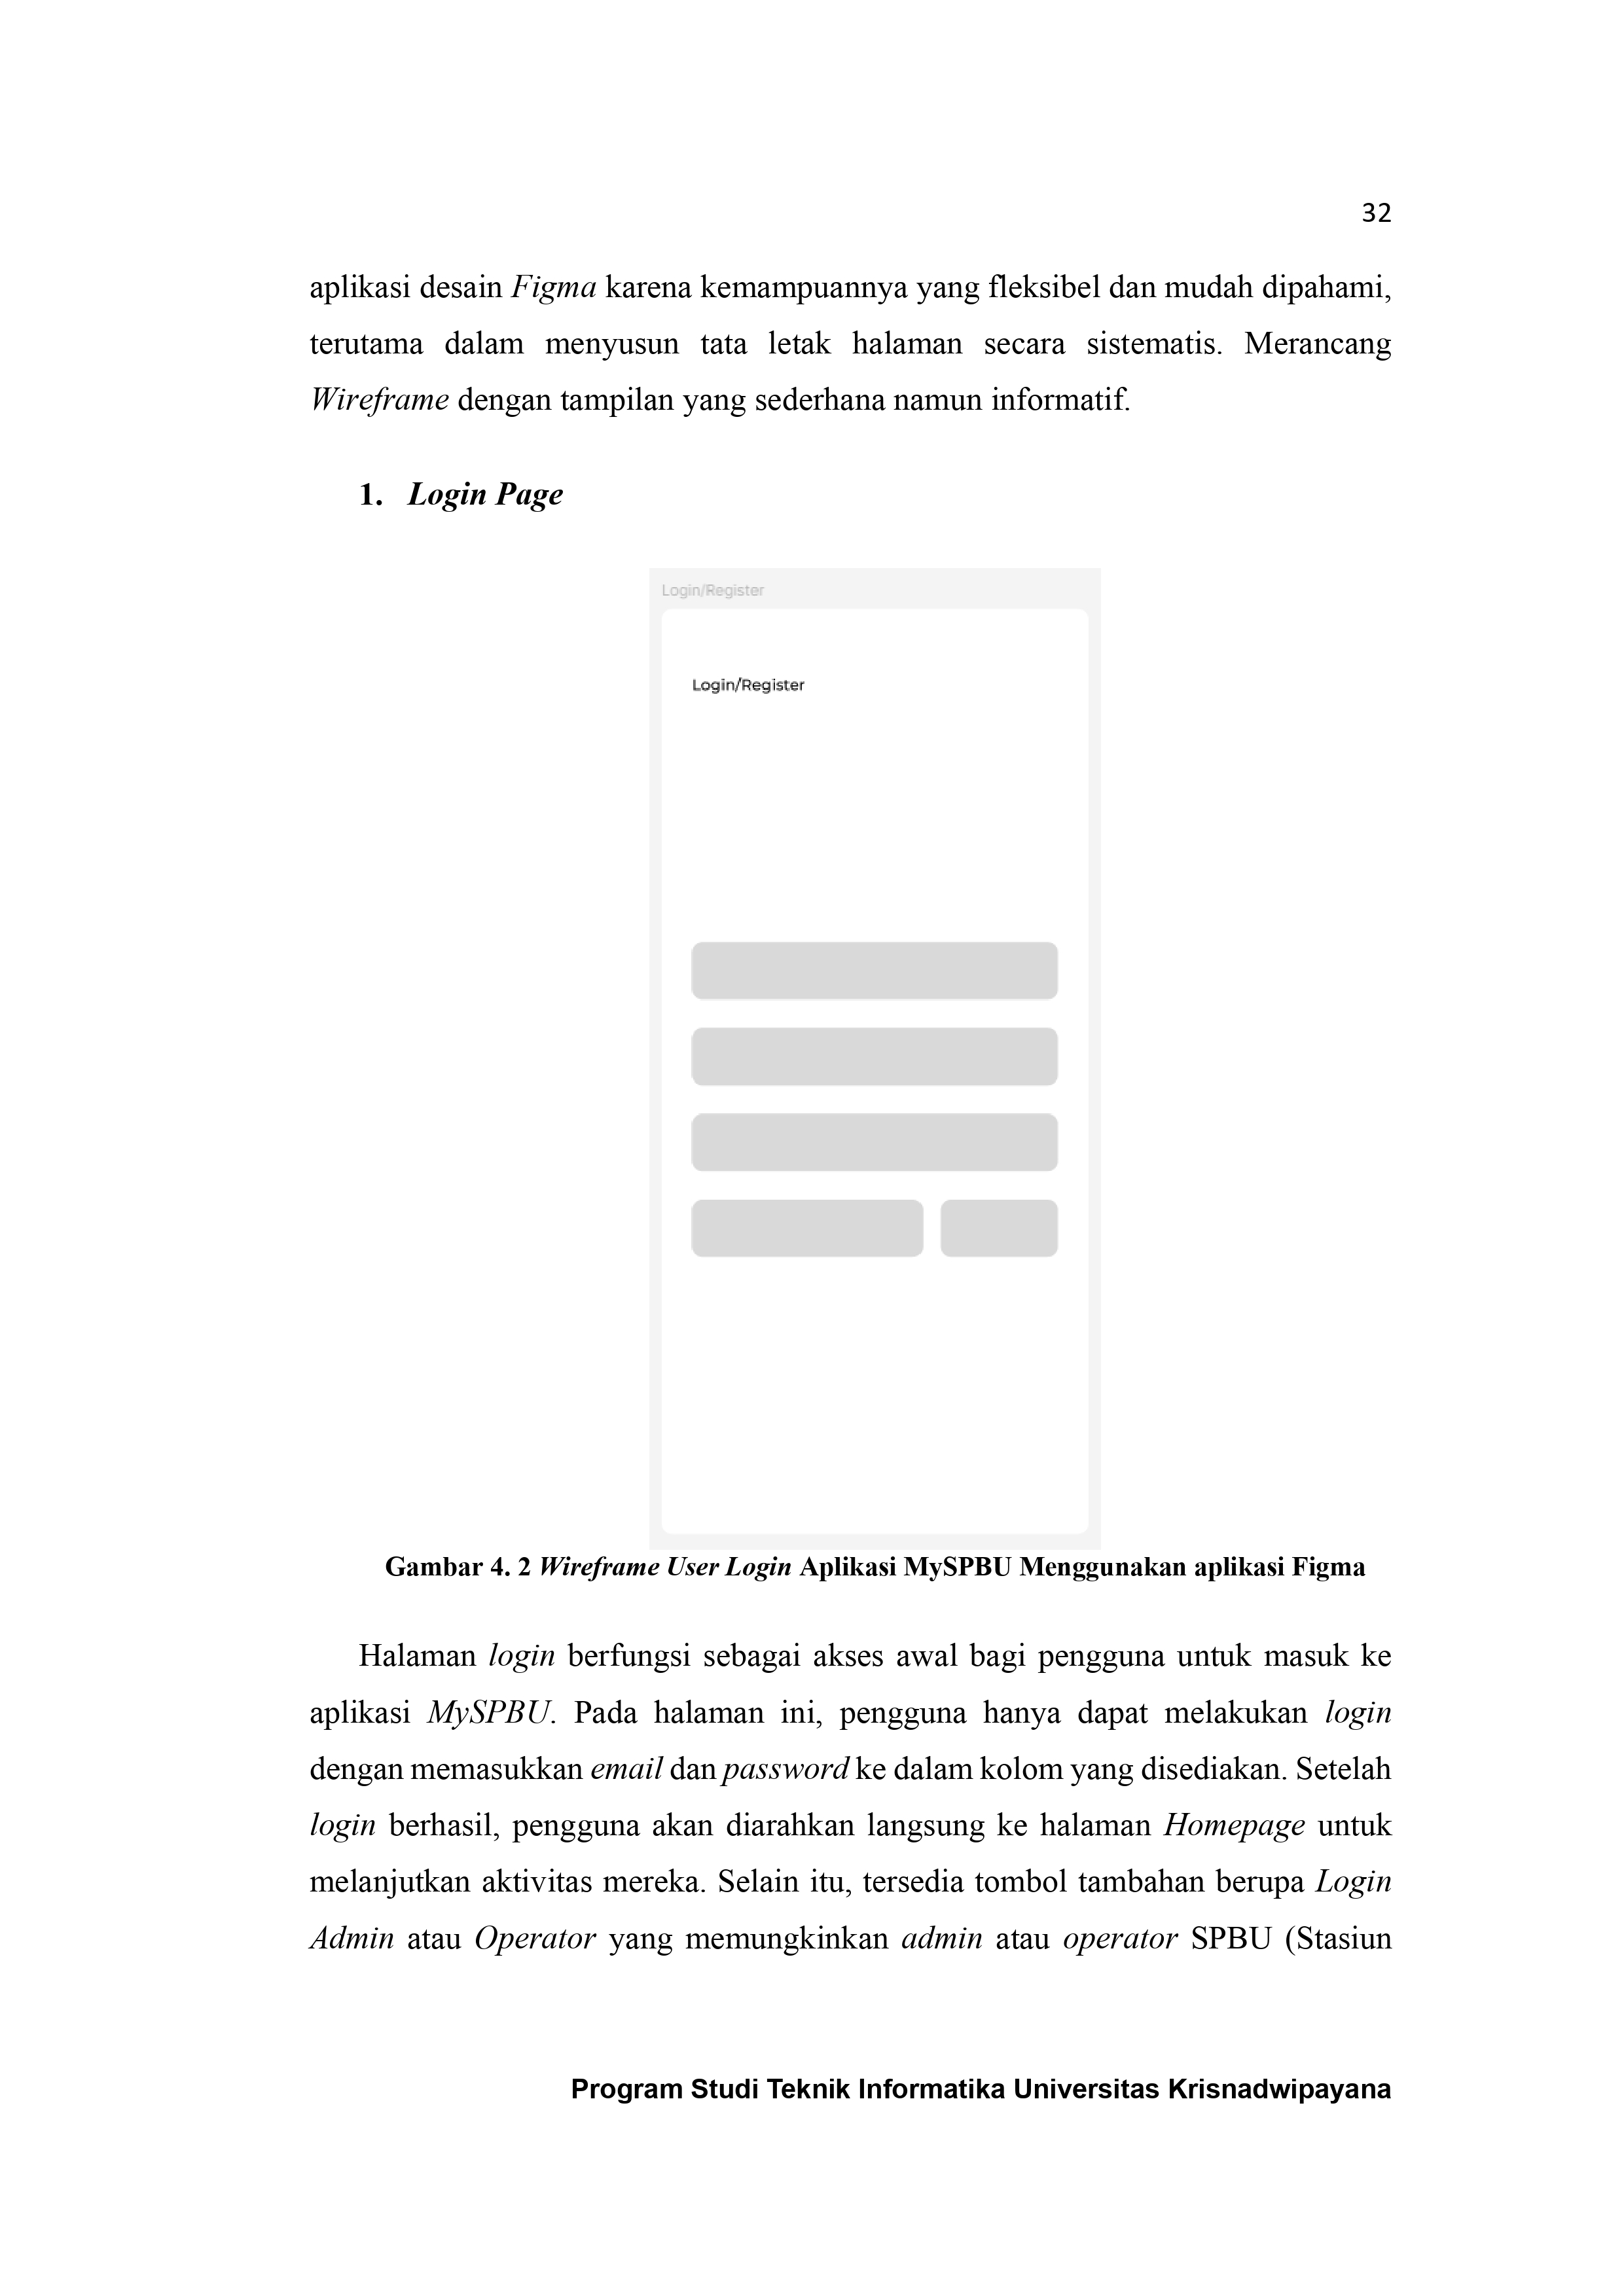 32
aplikasi desain Figma karena kemampuannya yang fleksibel dan mudah dipahami,
terutama dalam menyusun tata letak halaman secara sistematis. Merancang
Wireframe dengan tampilan yang sederhana namun informatif.
1. Login Page
Login/Register
Login/Register
Gambar 4. 2 Wireframe User Login Aplikasi MySPBU Menggunakan aplikasi Figma
Halaman login berfungsi sebagai akses awal bagi pengguna untuk masuk ke
aplikasi MySPBU. Pada halaman ini, pengguna hanya dapat melakukan login
dengan memasukkan email dan password ke dalam kolom yang disediakan. Setelah
login berhasil, pengguna akan diarahkan langsung ke halaman Homepage untuk
melanjutkan aktivitas mereka. Selain itu, tersedia tombol tambahan berupa Login
Admin atau Operator yang memungkinkan admin atau operator SPBU (Stasiun
Program Studi Teknik Informatika Universitas Krisnadwipayana